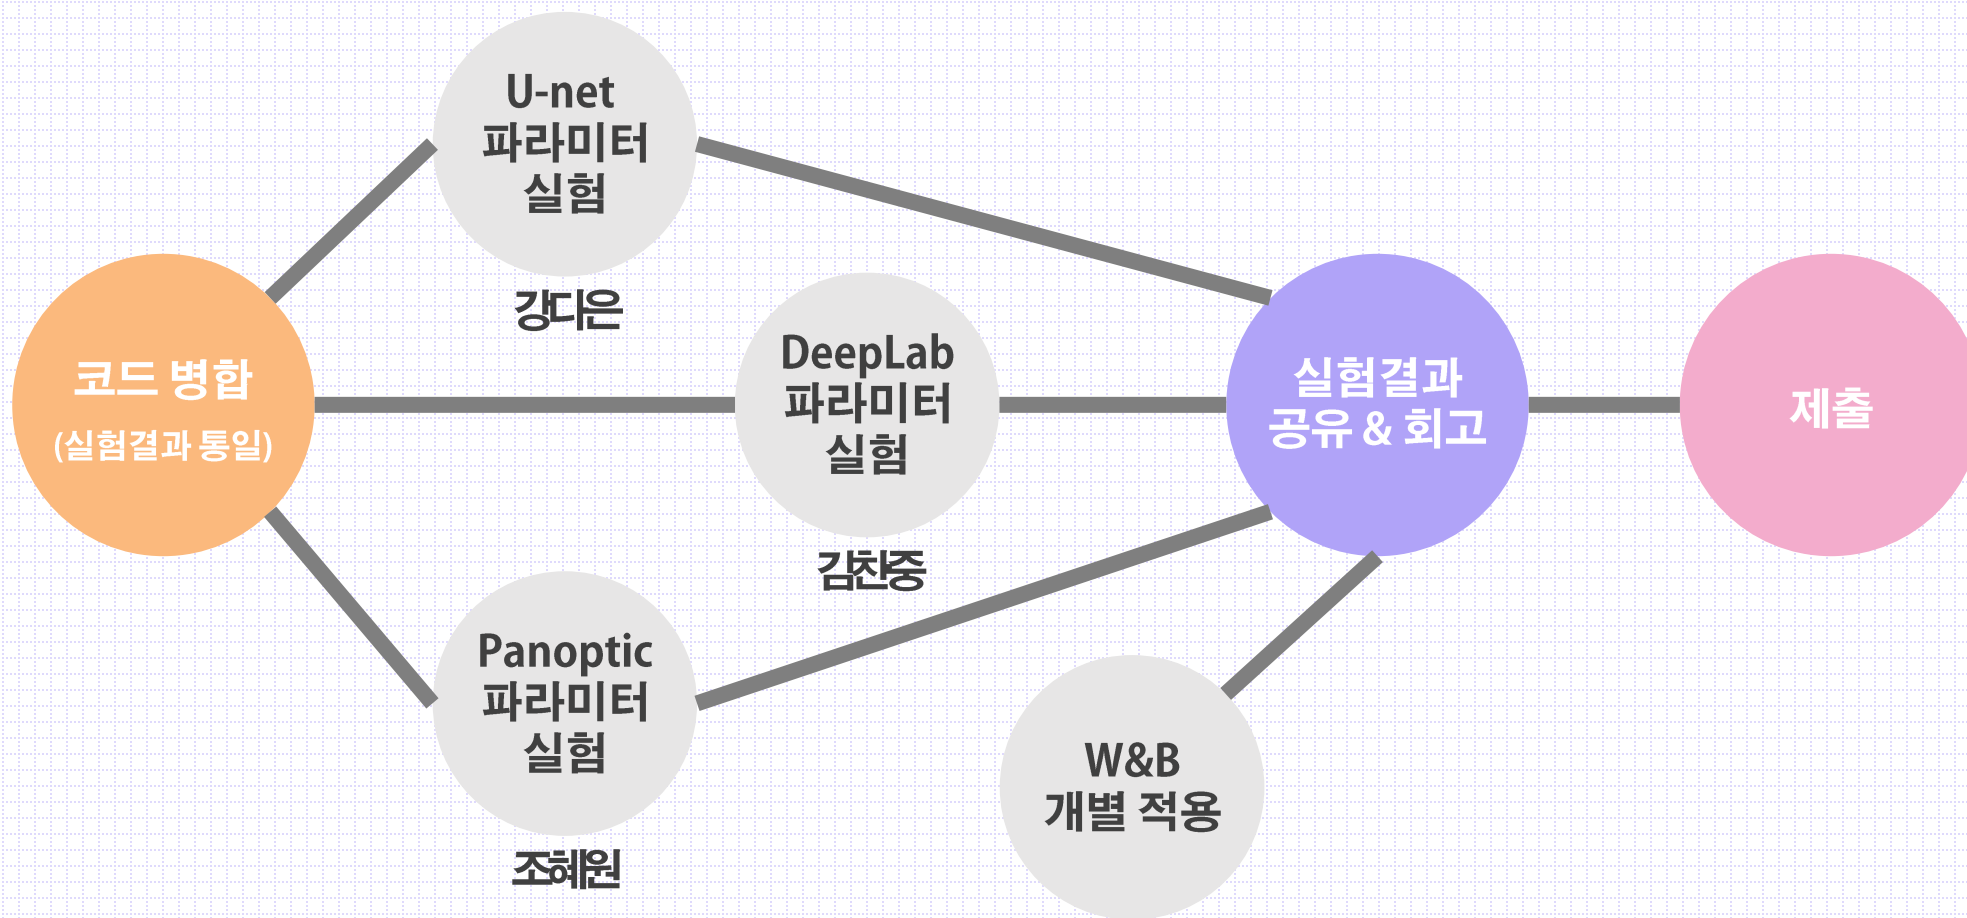 코드 병합
(실험결과 통일)
U-net
파라미터
실험
강다은
DeepLab
파라미터
실험
김찬중
Panoptic
파라미터
실험
조혜원
실험결과
공유 & 회고
W&B
개별 적용
제출